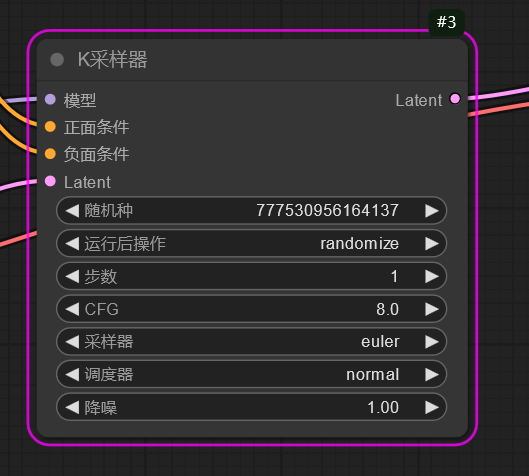 #3
K采样器
模型 Latent
正面条件
负面条件
Latent
随机种 777530956164137
运行后操作 randomize
步数 1
CFG 8.0
采样器 euler
调度器 normal
降噪 1.00